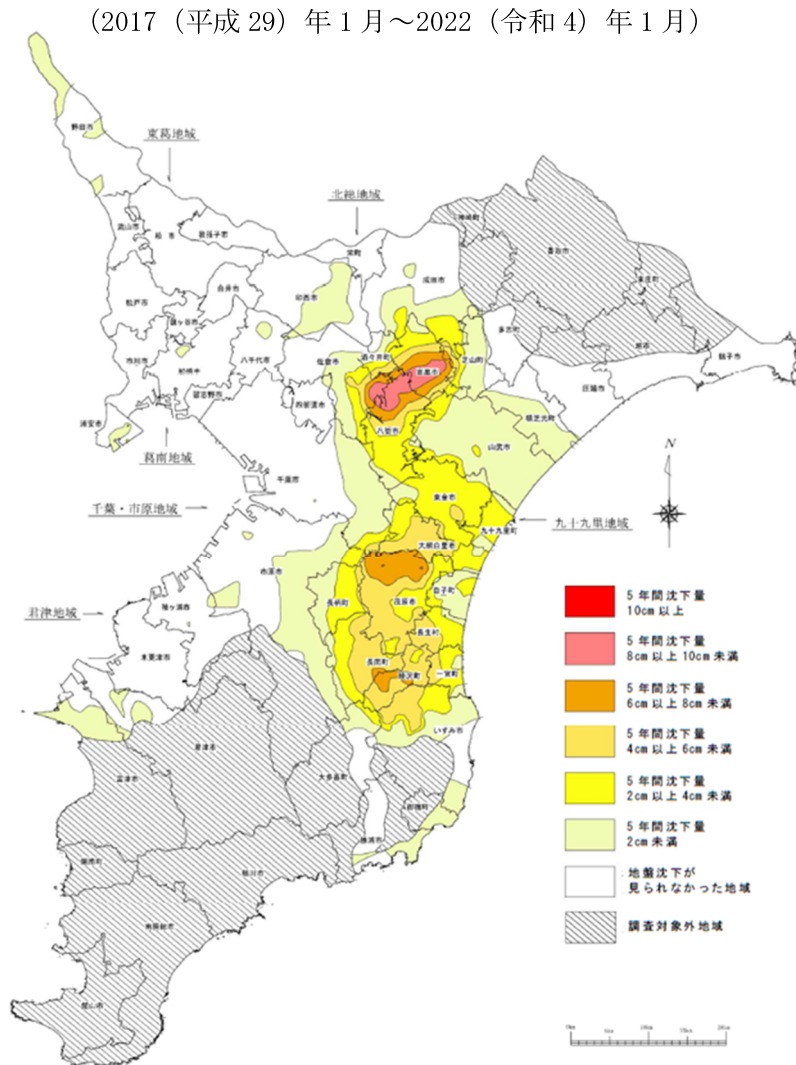 (2017（平成 29）年 1 月～2022（令和 4）年 1 月)
野田市
東葛地域
北総地域
流山市
柏 市
我孫子市
栄町
神崎町
香取市
東庄町
成田市
白井市
印西市
松戸市
鎌ケ谷市
多古町
旭市
銚子市
市川市
船橋市
八千代市
佐倉市
酒々井町
富里市
芝山町
匝瑳市
習志野市
四街道市
横芝光町
浦安市
八街市
山武市
葛南地域
千葉市
東金市
N
千葉・市原地域
九十九里町
九十九里地域
大網白里市
市原市
白子町
5 年間沈下量
10cm 以上
君津地域
袖ケ浦市
長柄町
茂原市
長生村
5 年間沈下量
8cm 以上 10cm 未満
木更津市
長南町
睦沢町
一宮町
5 年間沈下量
6cm 以上 8cm 未満
いすみ市
5 年間沈下量
4cm 以上 6cm 未満
君津市
富津市
大多喜町
5 年間沈下量
2cm 以上 4cm 未満
御宿町
勝浦市
5 年間沈下量
2cm 未満
鋸南町
鴨川市
地盤沈下が
見られなかった地域
南房総市
調査対象外地域
館山市